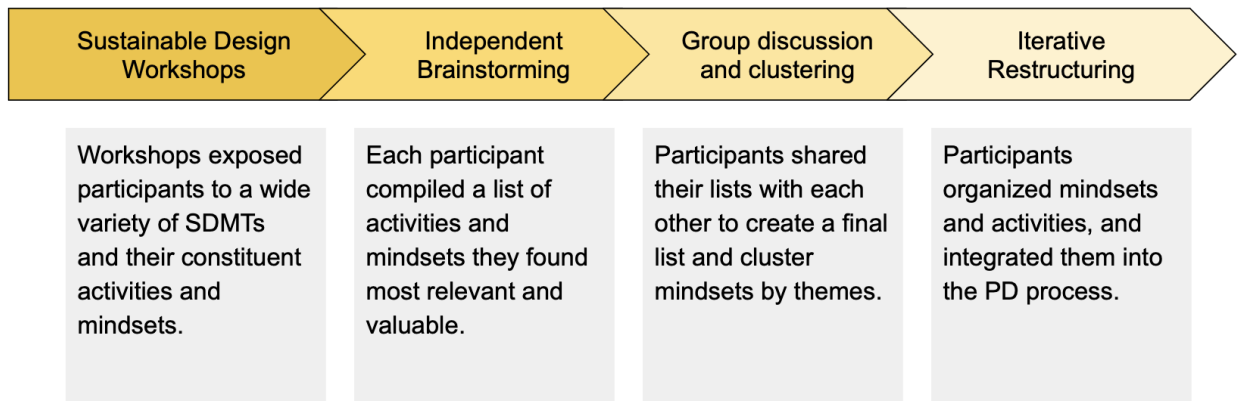 Sustainable Design
Workshops
Independent
Brainstorming
Group discussion
and clustering
Iterative
Restructuring
Workshops exposed
participants to a wide
variety of SDMTs
and their constituent
activities and
mindsets.
Each participant
compiled a list of
activities and
mindsets they found
most relevant and
valuable.
Participants shared
their lists with each
other to create a final
list and cluster
mindsets by themes.
Participants
organized mindsets
and activities, and
integrated them into
the PD process.